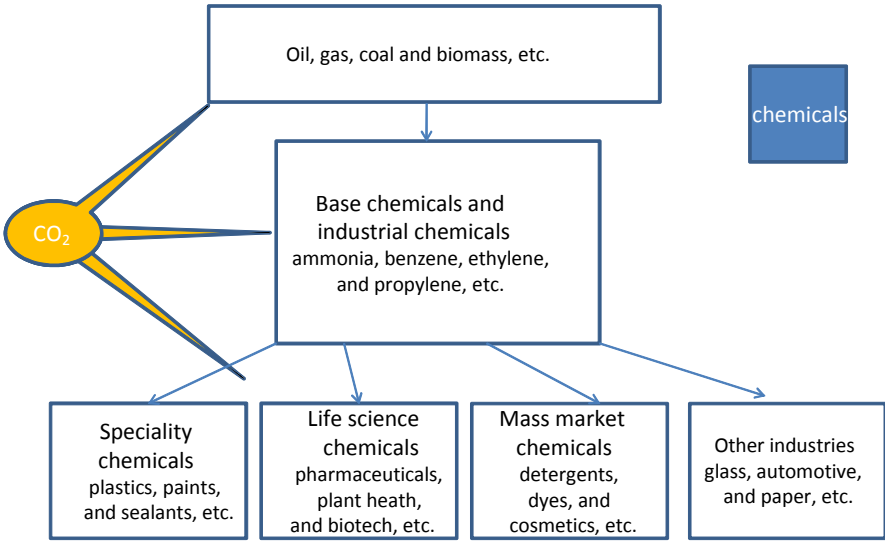 Oil, gas, coal and biomass, etc.
chemicals
Base chemicals and
industrial chemicals
ammonia, benzene, ethylene,
and propylene, etc.
CO₂
Speciality
chemicals
plastics, paints,
and sealants, etc.
Life science
chemicals
pharmaceuticals,
plant heath,
and biotech, etc.
Mass market
chemicals
detergents,
dyes, and
cosmetics, etc.
Other industries
glass, automotive,
and paper, etc.